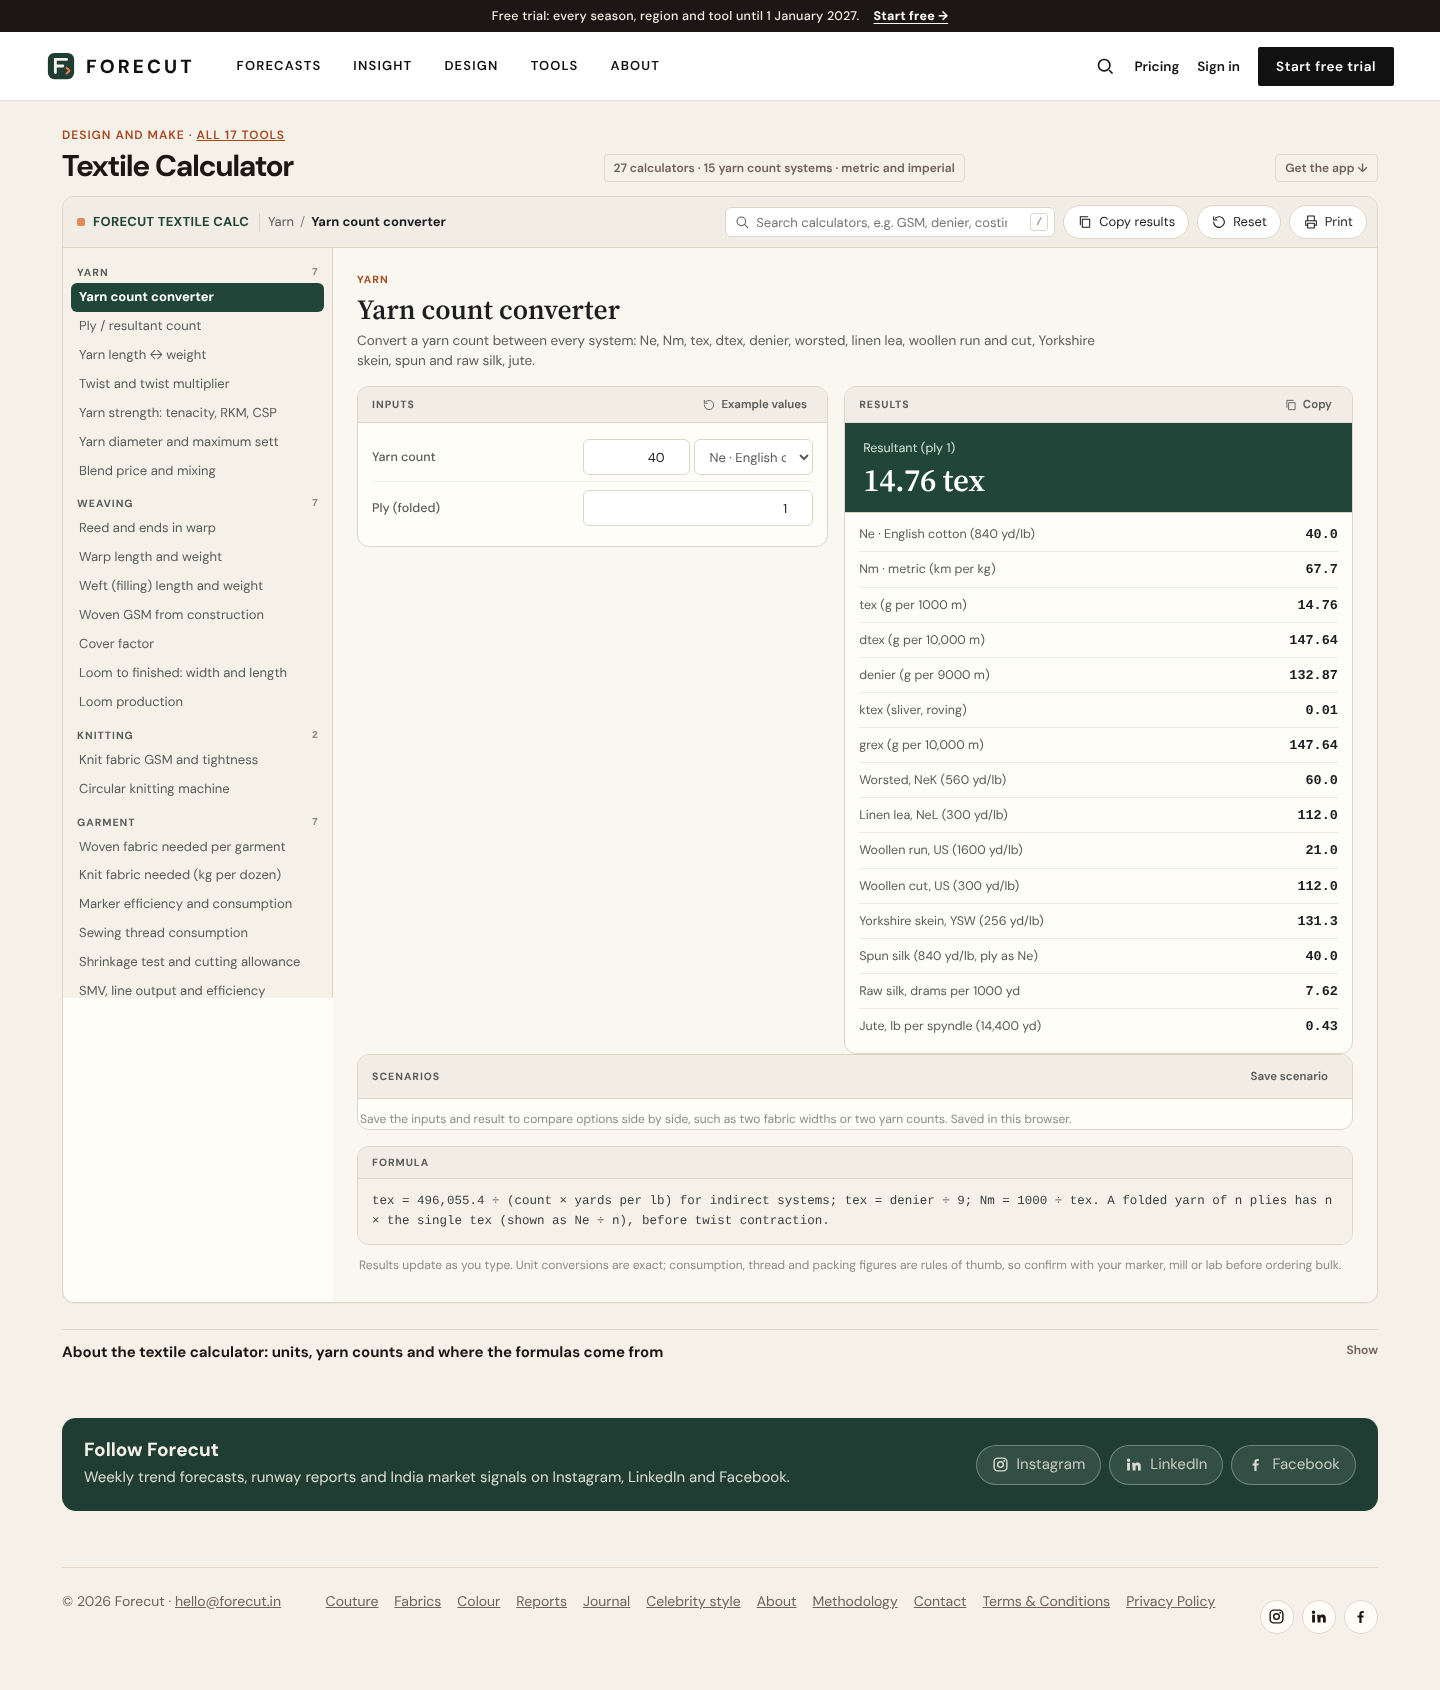 Free trial: every season, region and tool until 1 January 2027. Start free →
FORECUT FORECASTS INSIGHT DESIGN TOOLS ABOUT Pricing Sign in Start free trial
DESIGN AND MAKE · ALL 17 TOOLS
Textile Calculator
27 calculators · 15 yarn count systems · metric and imperial
Get the app ↓
FORECUT TEXTILE CALC Yarn / Yarn count converter
Search calculators, e.g. GSM, denier, costi /
Copy results Reset Print
YARN 7
Yarn count converter
Ply / resultant count
Yarn length ↔ weight
Twist and twist multiplier
Yarn strength: tenacity, RKM, CSP
Yarn diameter and maximum sett
Blend price and mixing
WEAVING 7
Reed and ends in warp
Warp length and weight
Weft (filling) length and weight
Woven GSM from construction
Cover factor
Loom to finished: width and length
Loom production
KNITTING 2
Knit fabric GSM and tightness
Circular knitting machine
GARMENT 7
Woven fabric needed per garment
Knit fabric needed (kg per dozen)
Marker efficiency and consumption
Sewing thread consumption
Shrinkage test and cutting allowance
SMV, line output and efficiency
YARN
Yarn count converter
Convert a yarn count between every system: Ne, Nm, tex, dtex, denier, worsted, linen lea, woollen run and cut, Yorkshire
skein, spun and raw silk, jute.
INPUTS Example values
Yarn count 40 Ne · English c
Ply (folded) 1
RESULTS Copy
Resultant (ply 1)
14.76 tex
Ne · English cotton (840 yd/lb) 40.0
Nm · metric (km per kg) 67.7
tex (g per 1000 m) 14.76
dtex (g per 10,000 m) 147.64
denier (g per 9000 m) 132.87
ktex (sliver, roving) 0.01
grex (g per 10,000 m) 147.64
Worsted, NeK (560 yd/lb) 60.0
Linen lea, NeL (300 yd/lb) 112.0
Woollen run, US (1600 yd/lb) 21.0
Woollen cut, US (300 yd/lb) 112.0
Yorkshire skein, YSW (256 yd/lb) 131.3
Spun silk (840 yd/lb, ply as Ne) 40.0
Raw silk, drams per 1000 yd 7.62
Jute, lb per spyndle (14,400 yd) 0.43
SCENARIOS Save scenario
Save the inputs and result to compare options side by side, such as two fabric widths or two yarn counts. Saved in this browser.
FORMULA
tex = 496,055.4 ÷ (count × yards per lb) for indirect systems; tex = denier ÷ 9; Nm = 1000 ÷ tex. A folded yarn of n plies has n
× the single tex (shown as Ne ÷ n), before twist contraction.
Results update as you type. Unit conversions are exact; consumption, thread and packing figures are rules of thumb, so confirm with your marker, mill or lab before ordering bulk.
About the textile calculator: units, yarn counts and where the formulas come from Show
Follow Forecut
Weekly trend forecasts, runway reports and India market signals on Instagram, LinkedIn and Facebook.
Instagram LinkedIn Facebook
© 2026 Forecut · hello@forecut.in Couture Fabrics Colour Reports Journal Celebrity style About Methodology Contact Terms & Conditions Privacy Policy